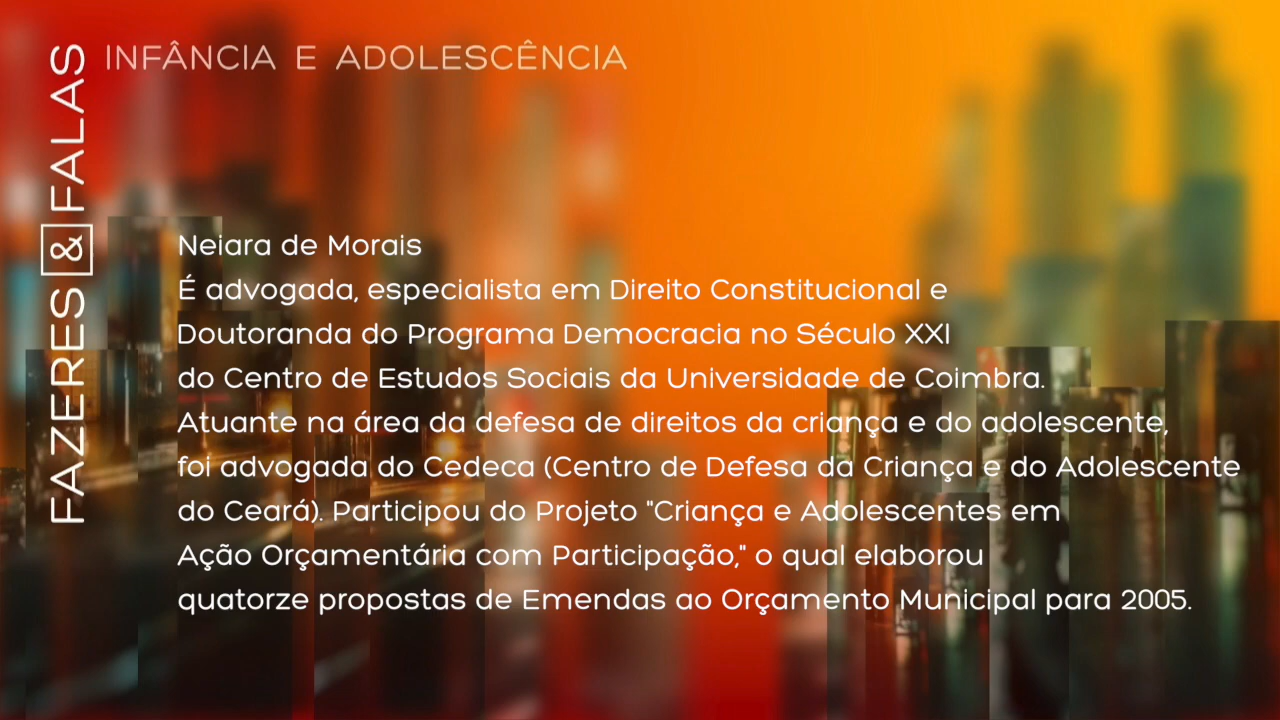 FAZERES & FALAS
INFÂNCIA E ADOLESCÊNCIA
Neiara de Morais
É advogada, especialista em Direito Constitucional e
Doutoranda do Programa Democracia no Século XXI
do Centro de Estudos Sociais da Universidade de Coimbra.
Atuante na área da defesa de direitos da criança e do adolescente,
foi advogada do Cedeca (Centro de Defesa da Criança e do Adolescente
do Ceará). Participou do Projeto "Criança e Adolescentes em
Ação Orçamentária com Participação," o qual elaborou
quatorze propostas de Emendas ao Orçamento Municipal para 2005.